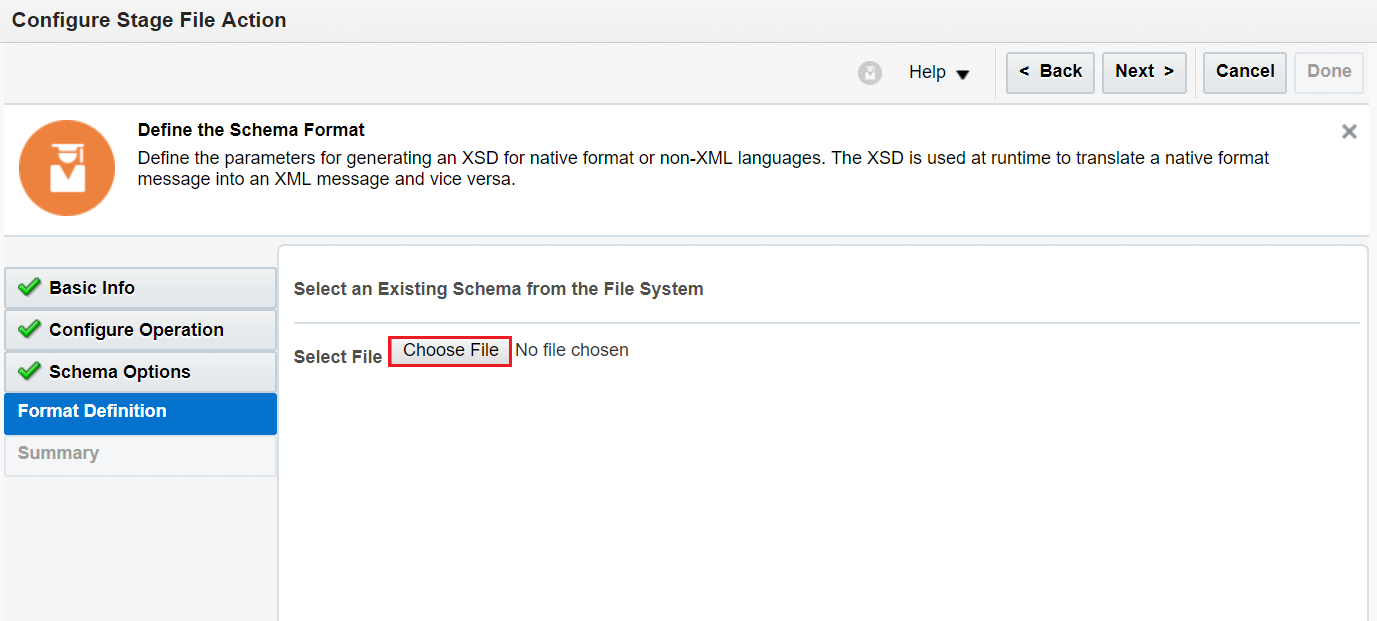 Configure Stage File Action
Help
< Back
Next >
Cancel
Done
Define the Schema Format
Define the parameters for generating an XSD for native format or non-XML languages. The XSD is used at runtime to translate a native format
message into an XML message and vice versa.
Basic Info
Configure Operation
Schema Options
Format Definition
Summary
Select an Existing Schema from the File System
Select File Choose File No file chosen